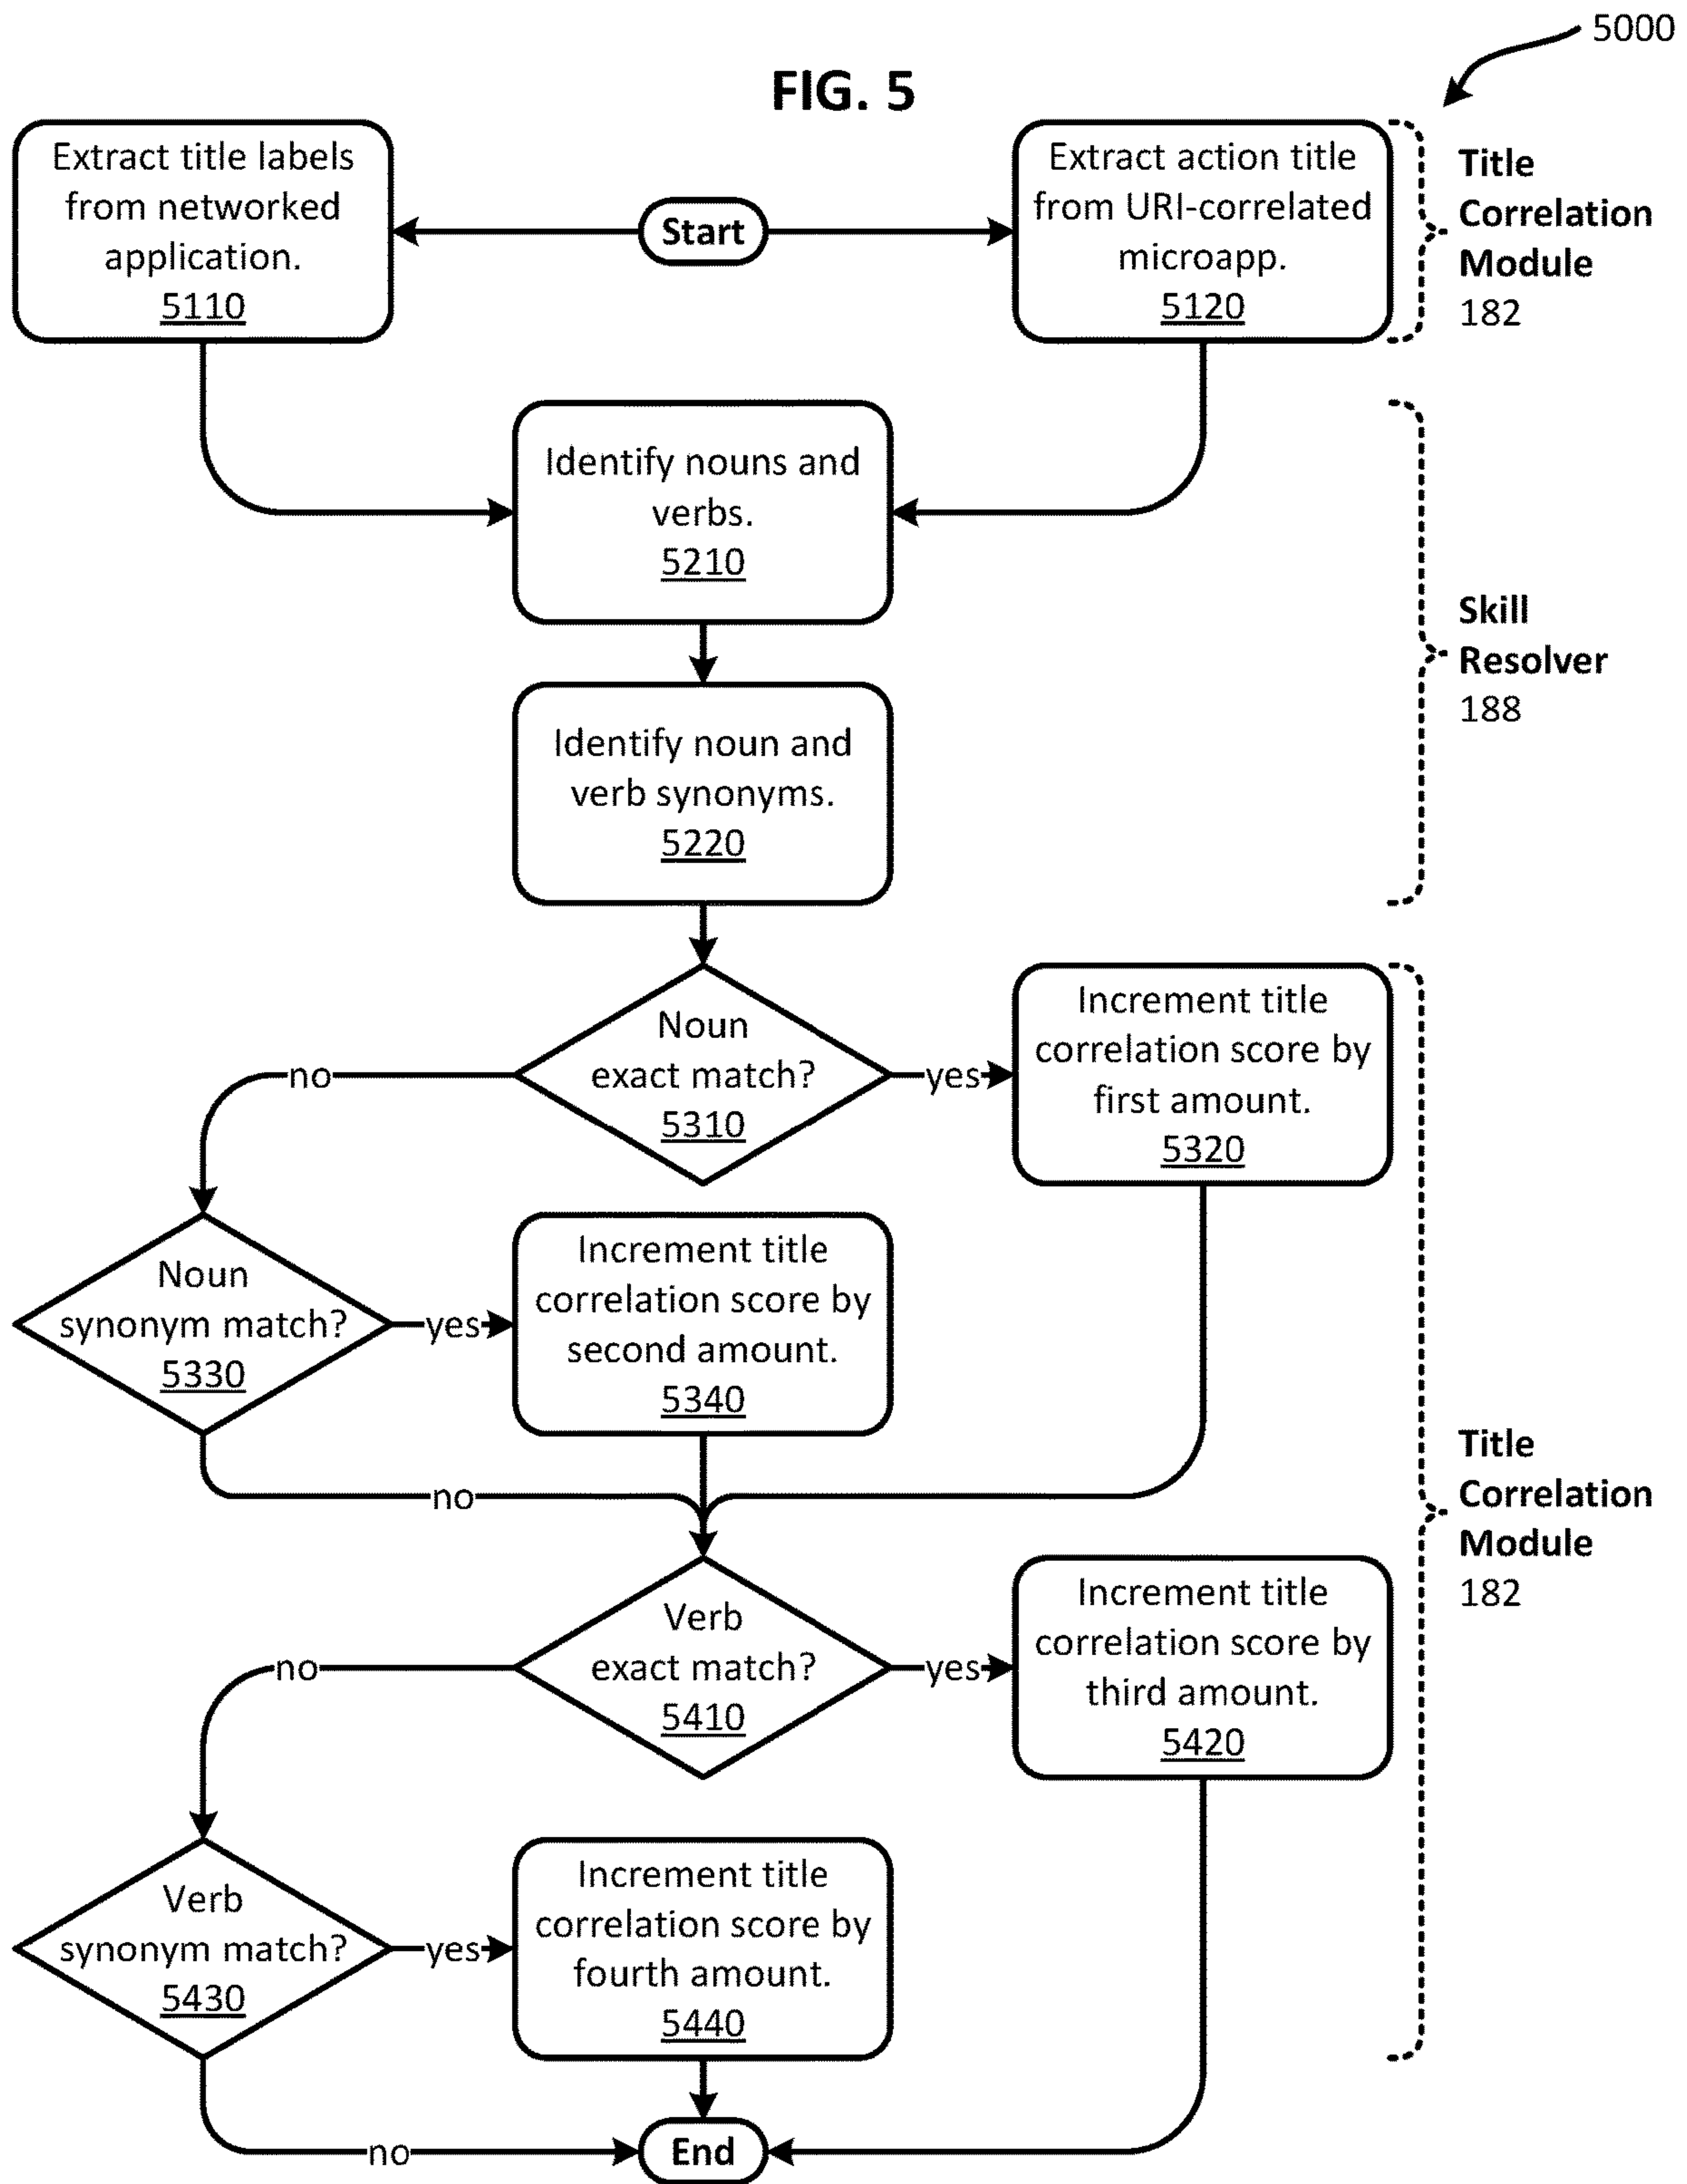 5000
FIG. 5
Extract title labels
from networked
application.
5110
Start
Extract action title
from URI-correlated
microapp.
5120
Title
Correlation
Module
182
Identify nouns and
verbs.
5210
Identify noun and
verb synonyms.
5220
Skill
Resolver
188
Noun
exact match?
5310
no
yes
Increment title
correlation score by
first amount.
5320
Noun
synonym match?
5330
yes
Increment title
correlation score by
second amount.
5340
no
Title
Correlation
Module
182
Verb
exact match?
5410
no
yes
Increment title
correlation score by
third amount.
5420
Verb
synonym match?
5430
yes
Increment title
correlation score by
fourth amount.
5440
no
End